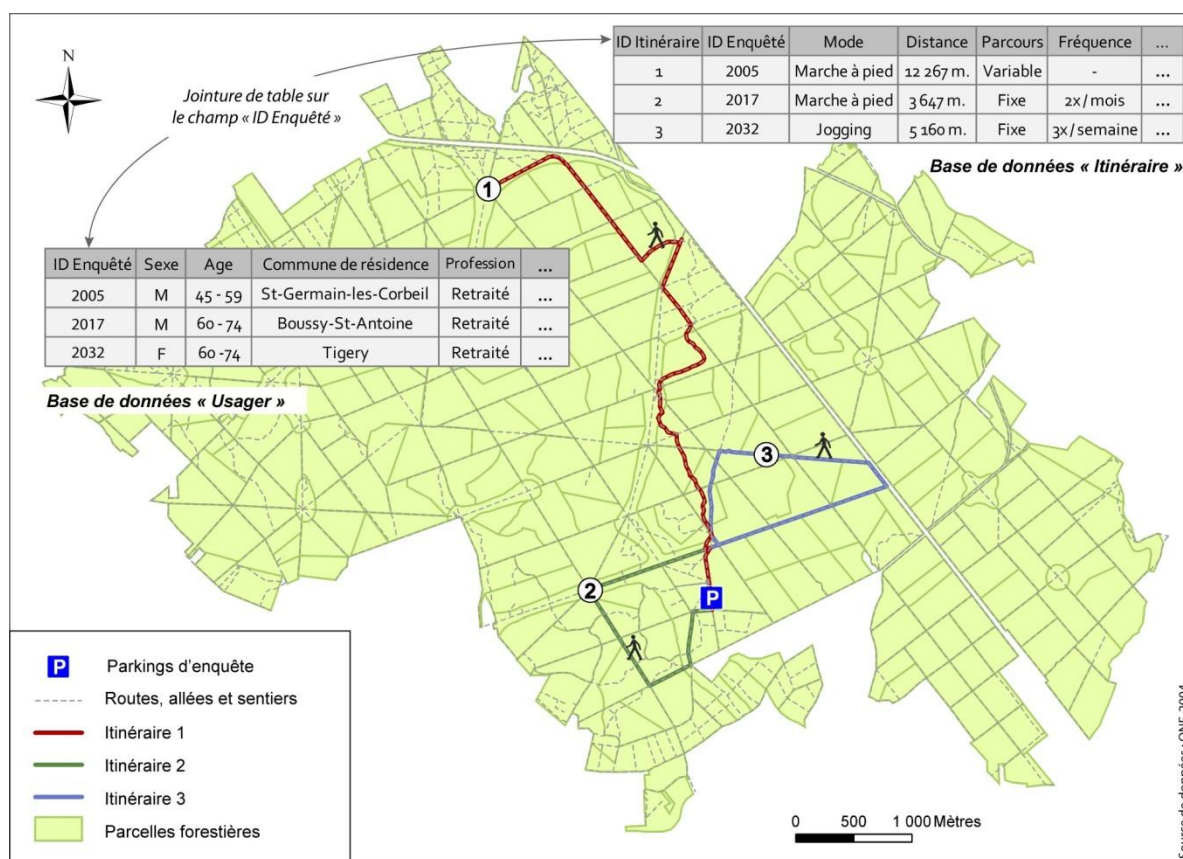 ID Itinéraire ID Enquêté Mode Distance Parcours Fréquence ...
1 2005 Marche à pied 12 267 m. Variable - ...
2 2017 Marche à pied 3 647 m. Fixe 2x/mois ...
3 2032 Jogging 5 160 m. Fixe 3x/semaine ...
Base de données « Itinéraire »
N
Jointure de table sur
le champ « ID Enquêté »
1
ID Enquêté Sexe Age Commune de résidence Profession ...
2005 M 45 - 59 St-Germain-les-Corbeil Retraité ...
2017 M 60 - 74 Boussy-St-Antoine Retraité ...
2032 F 60 -74 Tigery Retraité ...
Base de données « Usager »
3
2
P
P Parkings d'enquête
Routes, allées et sentiers
Itinéraire 1
Itinéraire 2
Itinéraire 3
Parcelles forestières
0 500 1 000 Mètres
Source de données : ONF, 2004